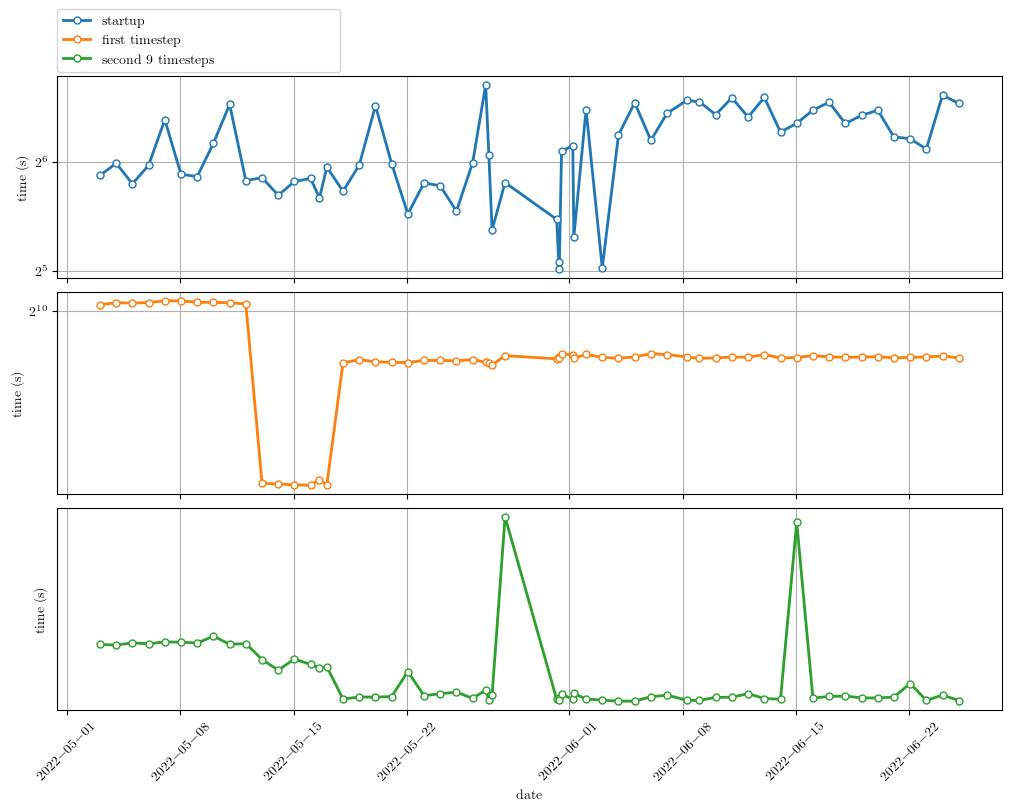 startup
first timestep
second 9 timesteps
time (s)
2^6
2^5
time (s)
2^10
time (s)
2022−05−01
2022−05−08
2022−05−15
2022−05−22
2022−06−01
2022−06−08
2022−06−15
2022−06−22
date